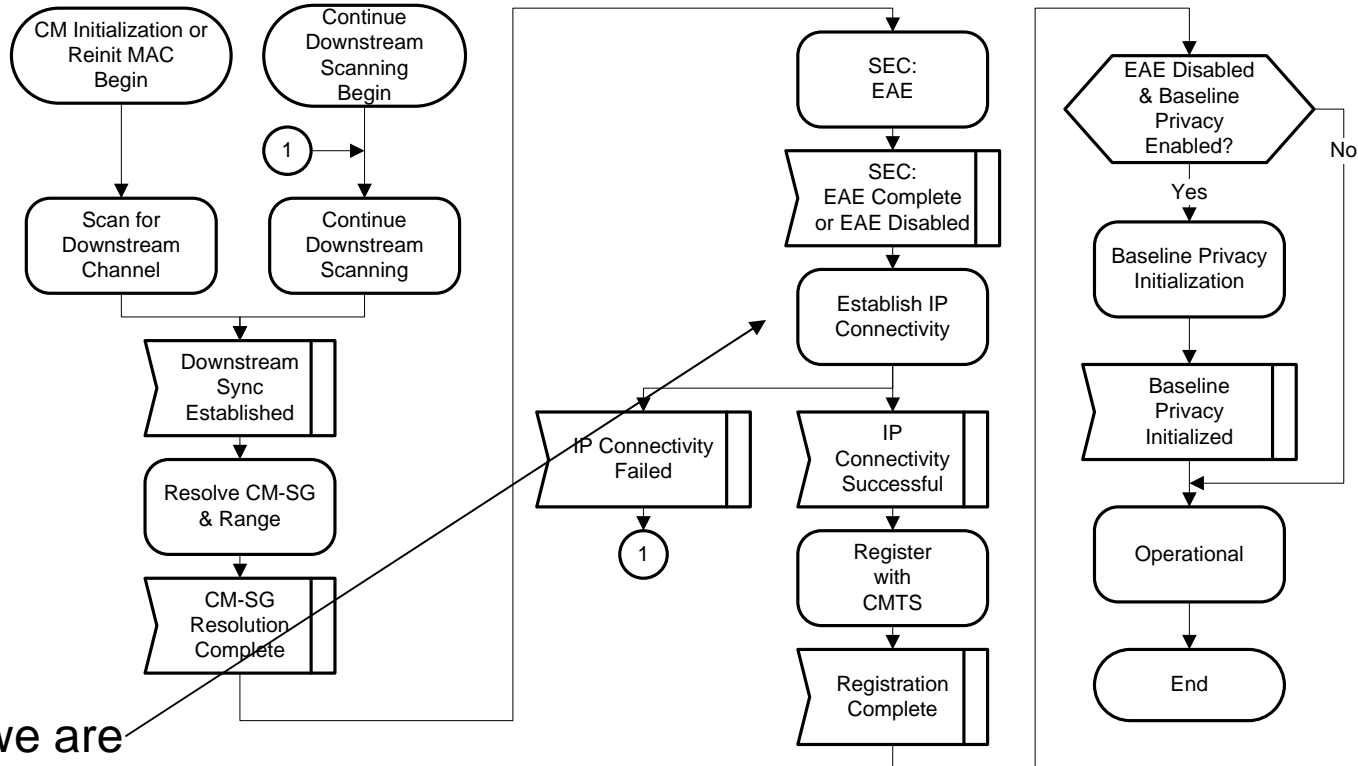 CM Initialization or
Reinit MAC
Begin
Continue
Downstream
Scanning
Begin
1
Scan for
Downstream
Channel
Continue
Downstream
Scanning
Downstream
Sync
Established
Resolve CM-SG
& Range
CM-SG
Resolution
Complete
we are
SEC:
EAE
SEC:
EAE Complete
or EAE Disabled
Establish IP
Connectivity
IP Connectivity
Failed
1
IP
Connectivity
Successful
Register
with
CMTS
Registration
Complete
EAE Disabled
& Baseline
Privacy
Enabled?
No
Yes
Baseline Privacy
Initialization
Baseline
Privacy
Initialized
Operational
End